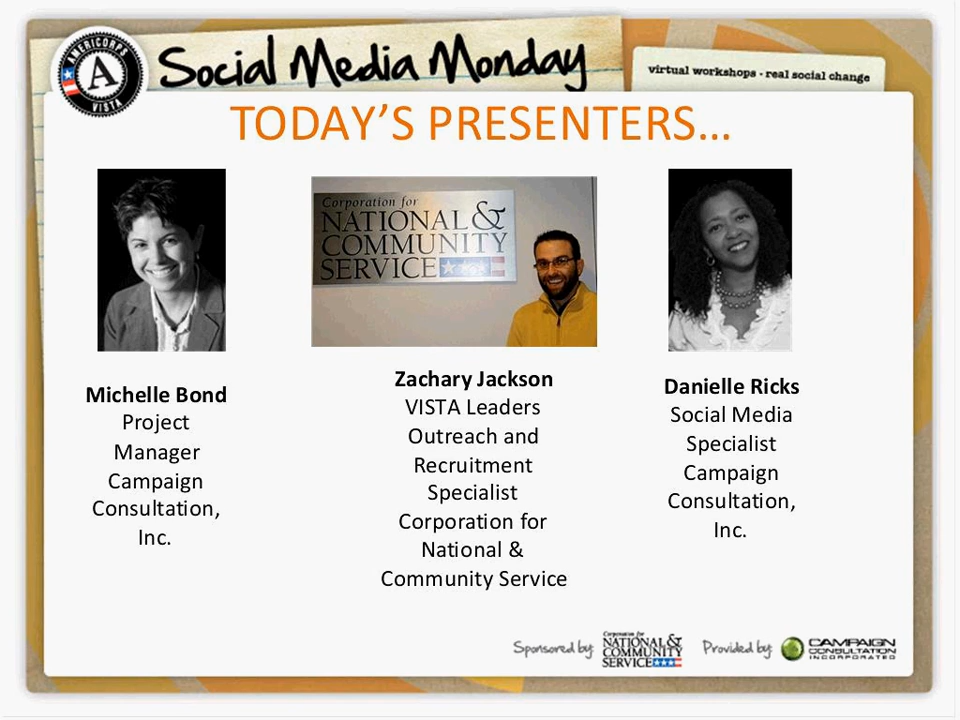 AMERICORPS
A
VISTA
Social Media Monday
virtual workshops - real social change
TODAY'S PRESENTERS…
Corporation for
NATIONAL &
COMMUNITY
SERVICE
Michelle Bond
Project
Manager
Campaign
Consultation,
Inc.
Zachary Jackson
VISTA Leaders
Outreach and
Recruitment
Specialist
Corporation for
National &
Community Service
Danielle Ricks
Social Media
Specialist
Campaign
Consultation,
Inc.
Sponsored by:
Corporation for
NATIONAL &
COMMUNITY
SERVICE
Provided by:
CAMPAIGN
CONSULTATION
INCORPORATED